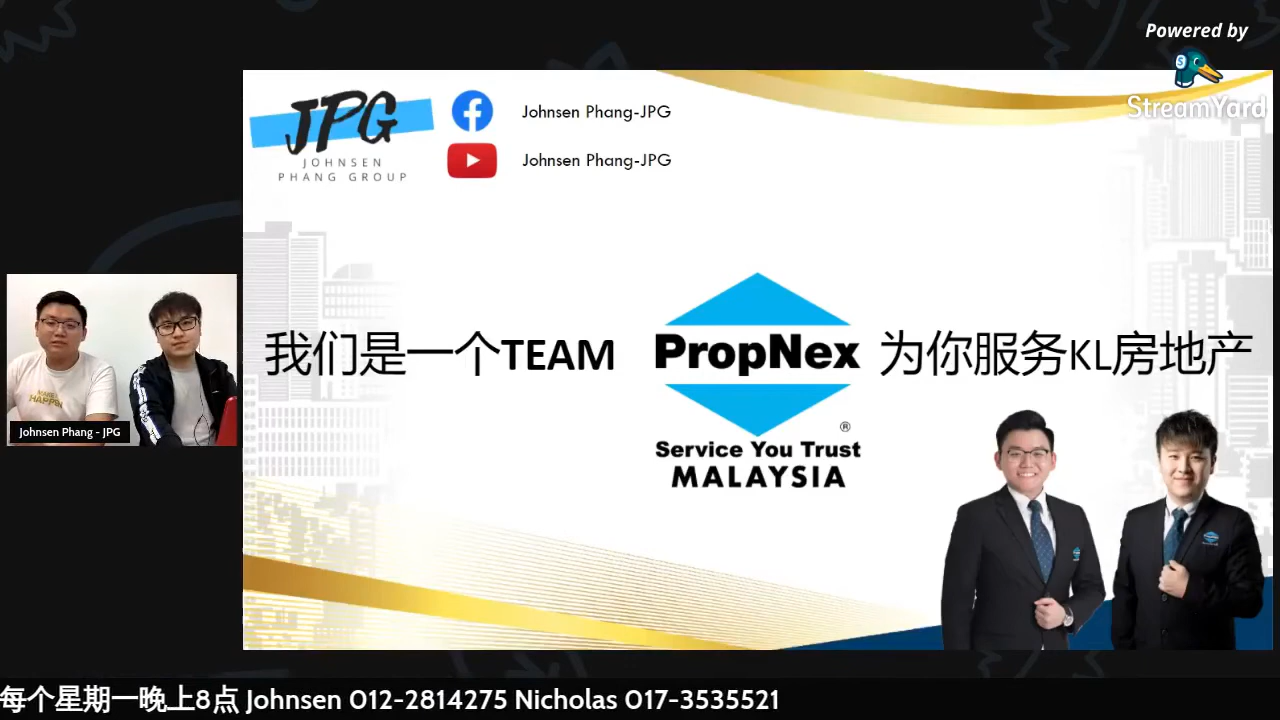 Powered by
StreamYard
JPG
JOHNSEN
PHANG GROUP
Johnsen Phang-JPG
Johnsen Phang-JPG
我们是一个TEAM
PropNex
®
Service You Trust
MALAYSIA
为你服务KL房地产
Johnsen Phang - JPG
每个星期一晚上8点 Johnsen 012-2814275 Nicholas 017-3535521